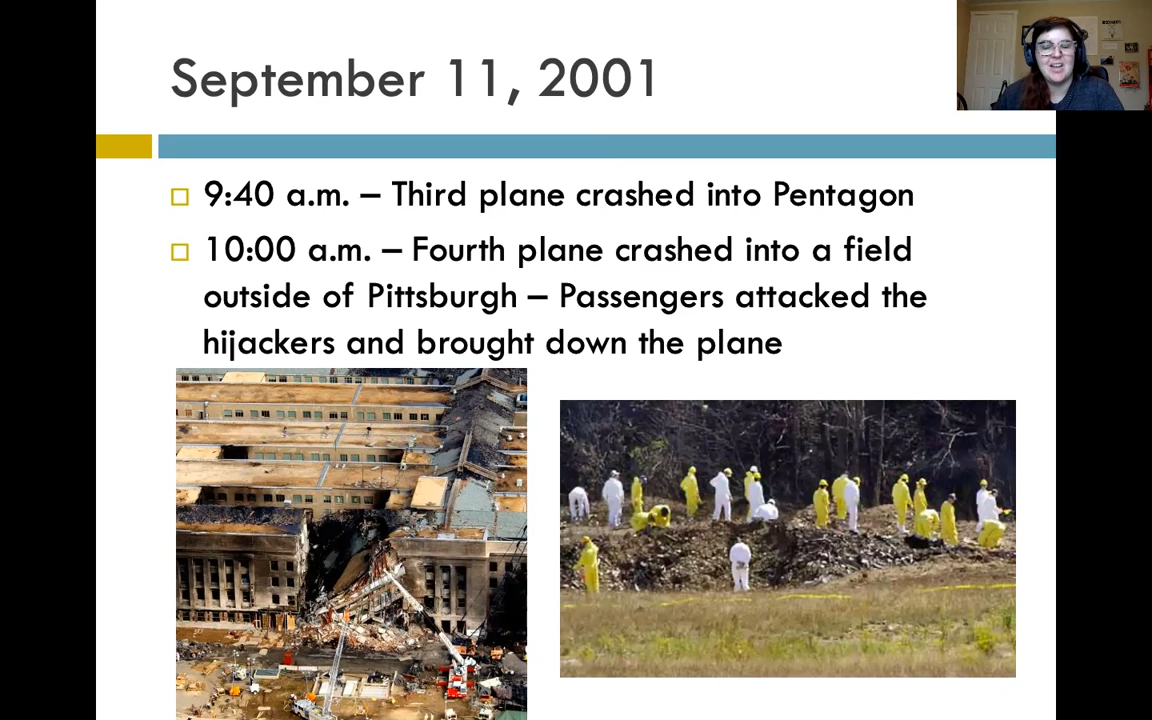 September 11, 2001
9:40 a.m. – Third plane crashed into Pentagon
10:00 a.m. – Fourth plane crashed into a field
outside of Pittsburgh – Passengers attacked the
hijackers and brought down the plane